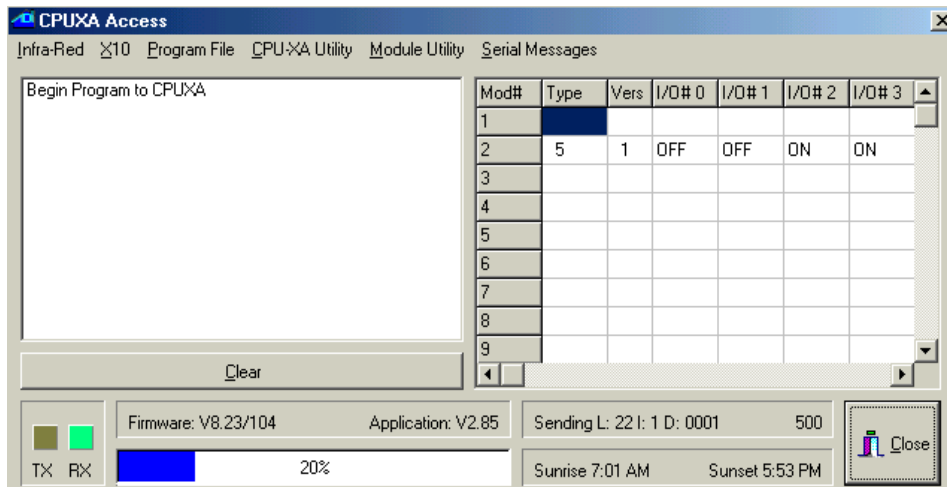 CPUXA Access
Infra-Red X10 Program File CPU-XA Utility Module Utility Serial Messages
Begin Program to CPUXA
Mod# Type Vers I/O# 0 I/O# 1 I/O# 2 I/O# 3
1
2 5 1 OFF OFF ON ON
3
4
5
6
7
8
9
Clear
Firmware: V8.23/104 Application: V2.85 Sending L: 22 I: 1 D: 0001 500
Close
TX RX 20% Sunrise 7:01 AM Sunset 5:53 PM